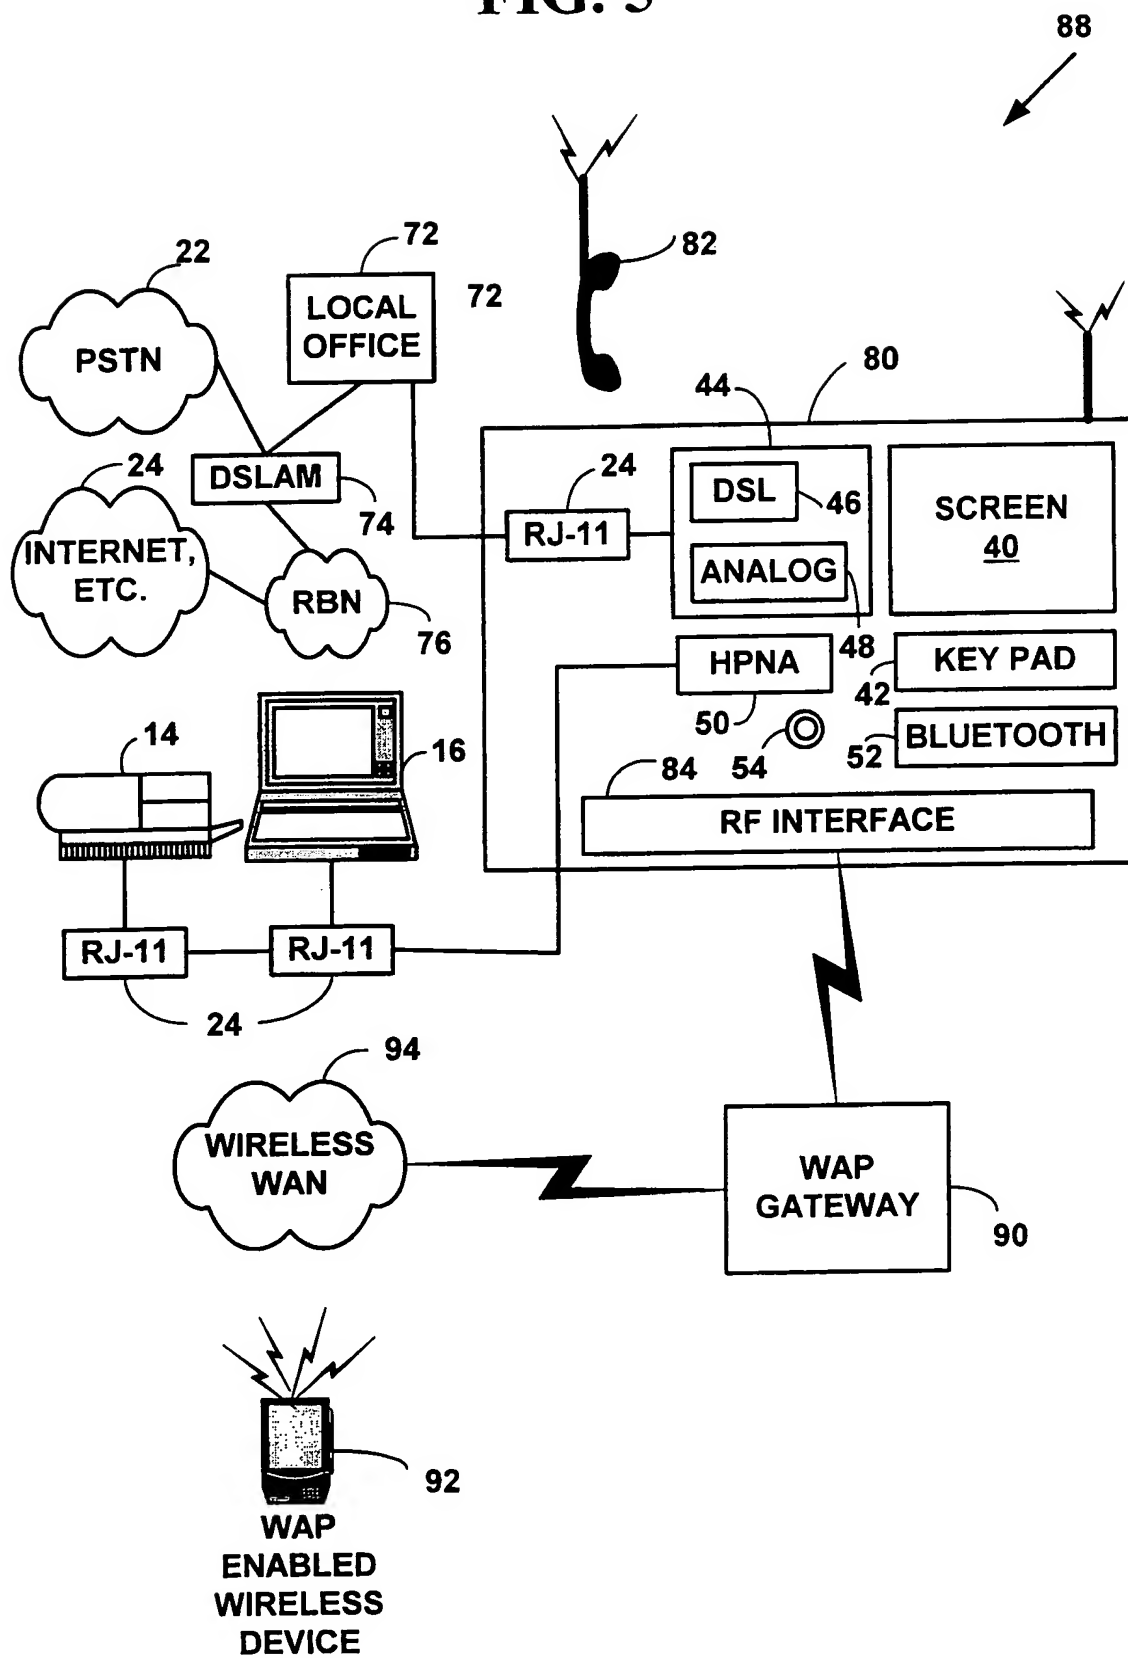 FIG. 5
88
82
72
22
LOCAL
OFFICE
72
PSTN
80
44
24
DSLAM
74
24
DSL
46
SCREEN
40
RJ-11
INTERNET,
ETC.
ANALOG
RBN
76
48
HPNA
KEY PAD
42
50
BLUETOOTH
52
54
14
16
84
RF INTERFACE
RJ-11
RJ-11
24
94
WIRELESS
WAN
WAP
GATEWAY
90
92
WAP
ENABLED
WIRELESS
DEVICE